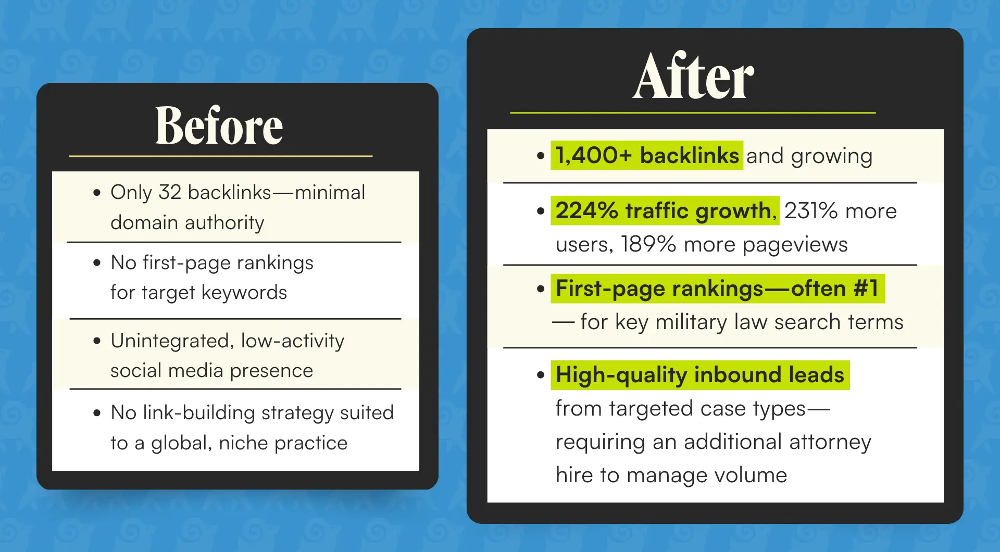 Before
• Only 32 backlinks—minimal
domain authority
• No first-page rankings
for target keywords
• Unintegrated, low-activity
social media presence
• No link-building strategy suited
to a global, niche practice
After
• 1,400+ backlinks and growing
• 224% traffic growth, 231% more
users, 189% more pageviews
• First-page rankings—often #1
— for key military law search terms
• High-quality inbound leads
from targeted case types—
requiring an additional attorney
hire to manage volume